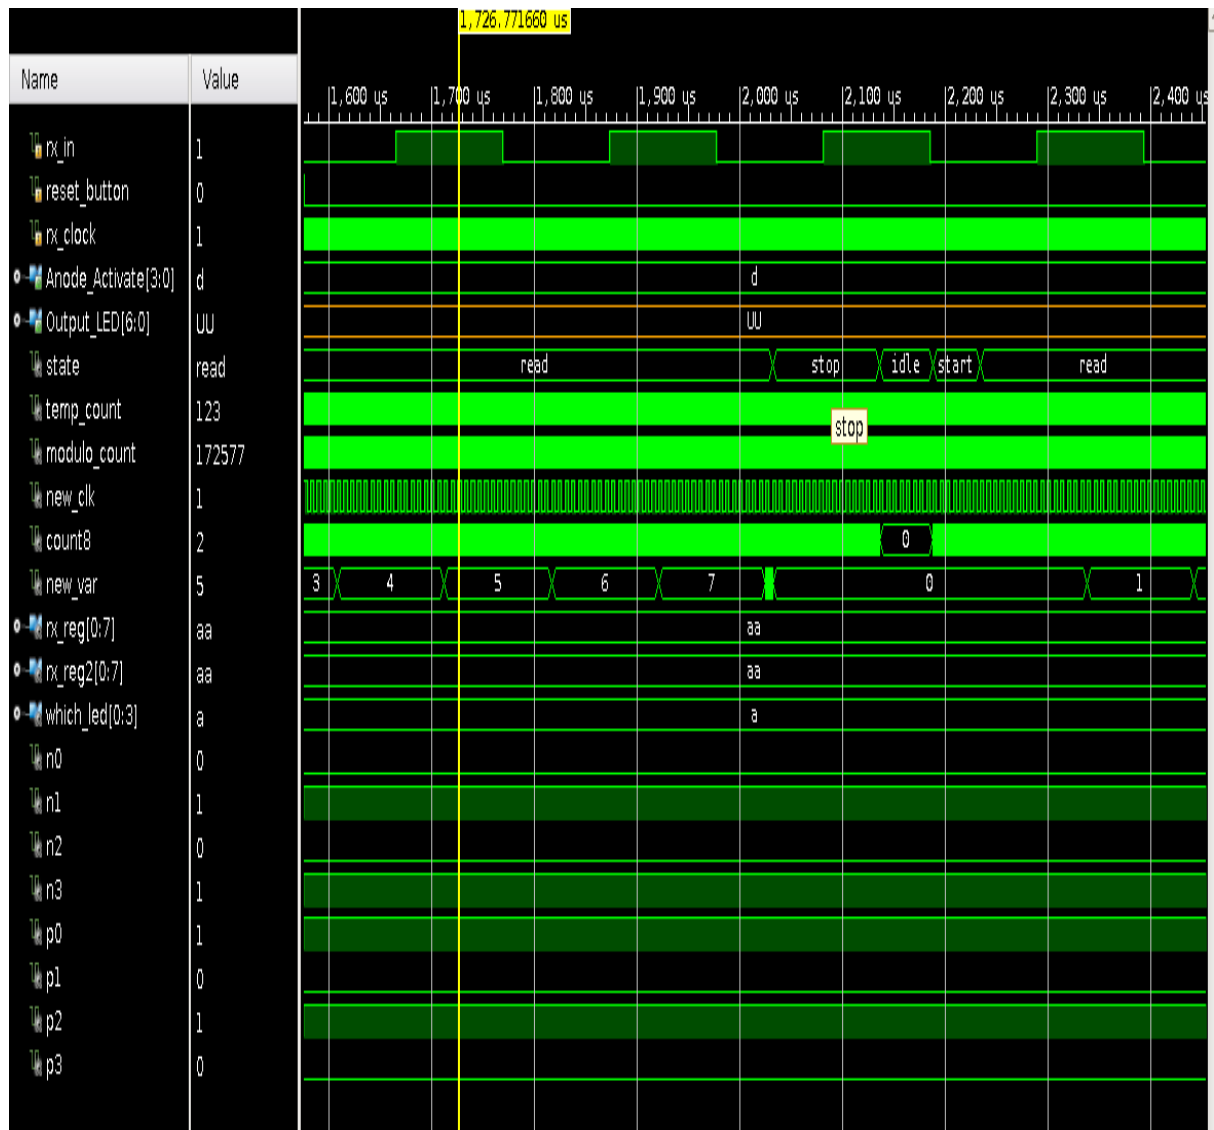 1,726.771660 us
Name Value
1,600 us 1,700 us 1,800 us 1,900 us 2,000 us 2,100 us 2,200 us 2,300 us 2,400 us
rx_in 1
reset_button 0
rx_clock 1
Anode_Activate[3:0] d d
Output_LED[6:0] UU UU
state read read stop idle start read
temp_count 123
stop
modulo_count 172577
new_clk 1
count8 2 0
new_var 5 3 4 5 6 7 0 1
rx_reg[0:7] aa aa
rx_reg2[0:7] aa aa
which_led[0:3] a a
n0 0
n1 1
n2 0
n3 1
p0 1
p1 0
p2 1
p3 0